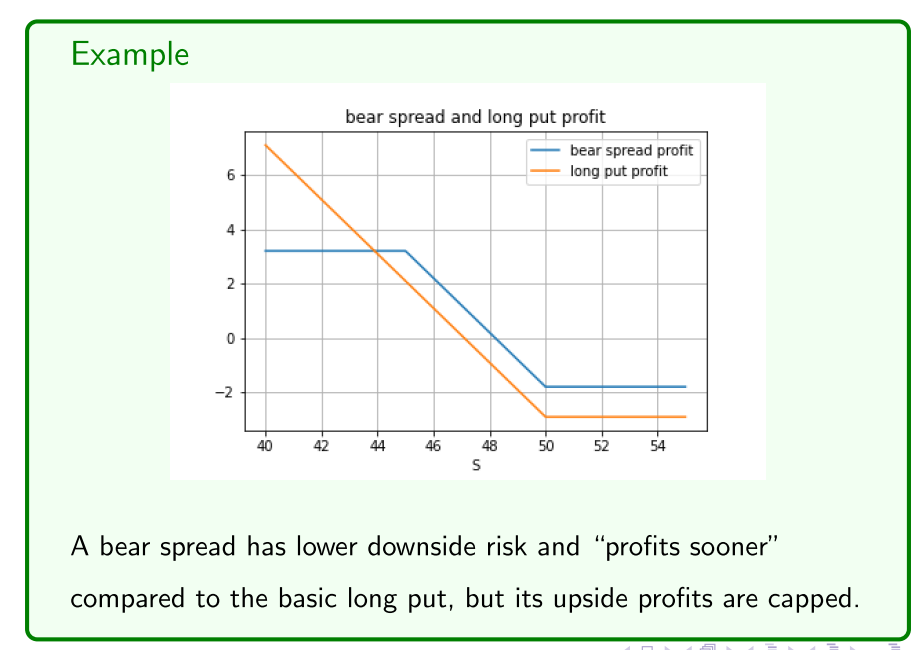 Example
bear spread and long put profit
bear spread profit
long put profit
6
4
2
0
−2
40 42 44 46 48 50 52 54
S
A bear spread has lower downside risk and “profits sooner”
compared to the basic long put, but its upside profits are capped.